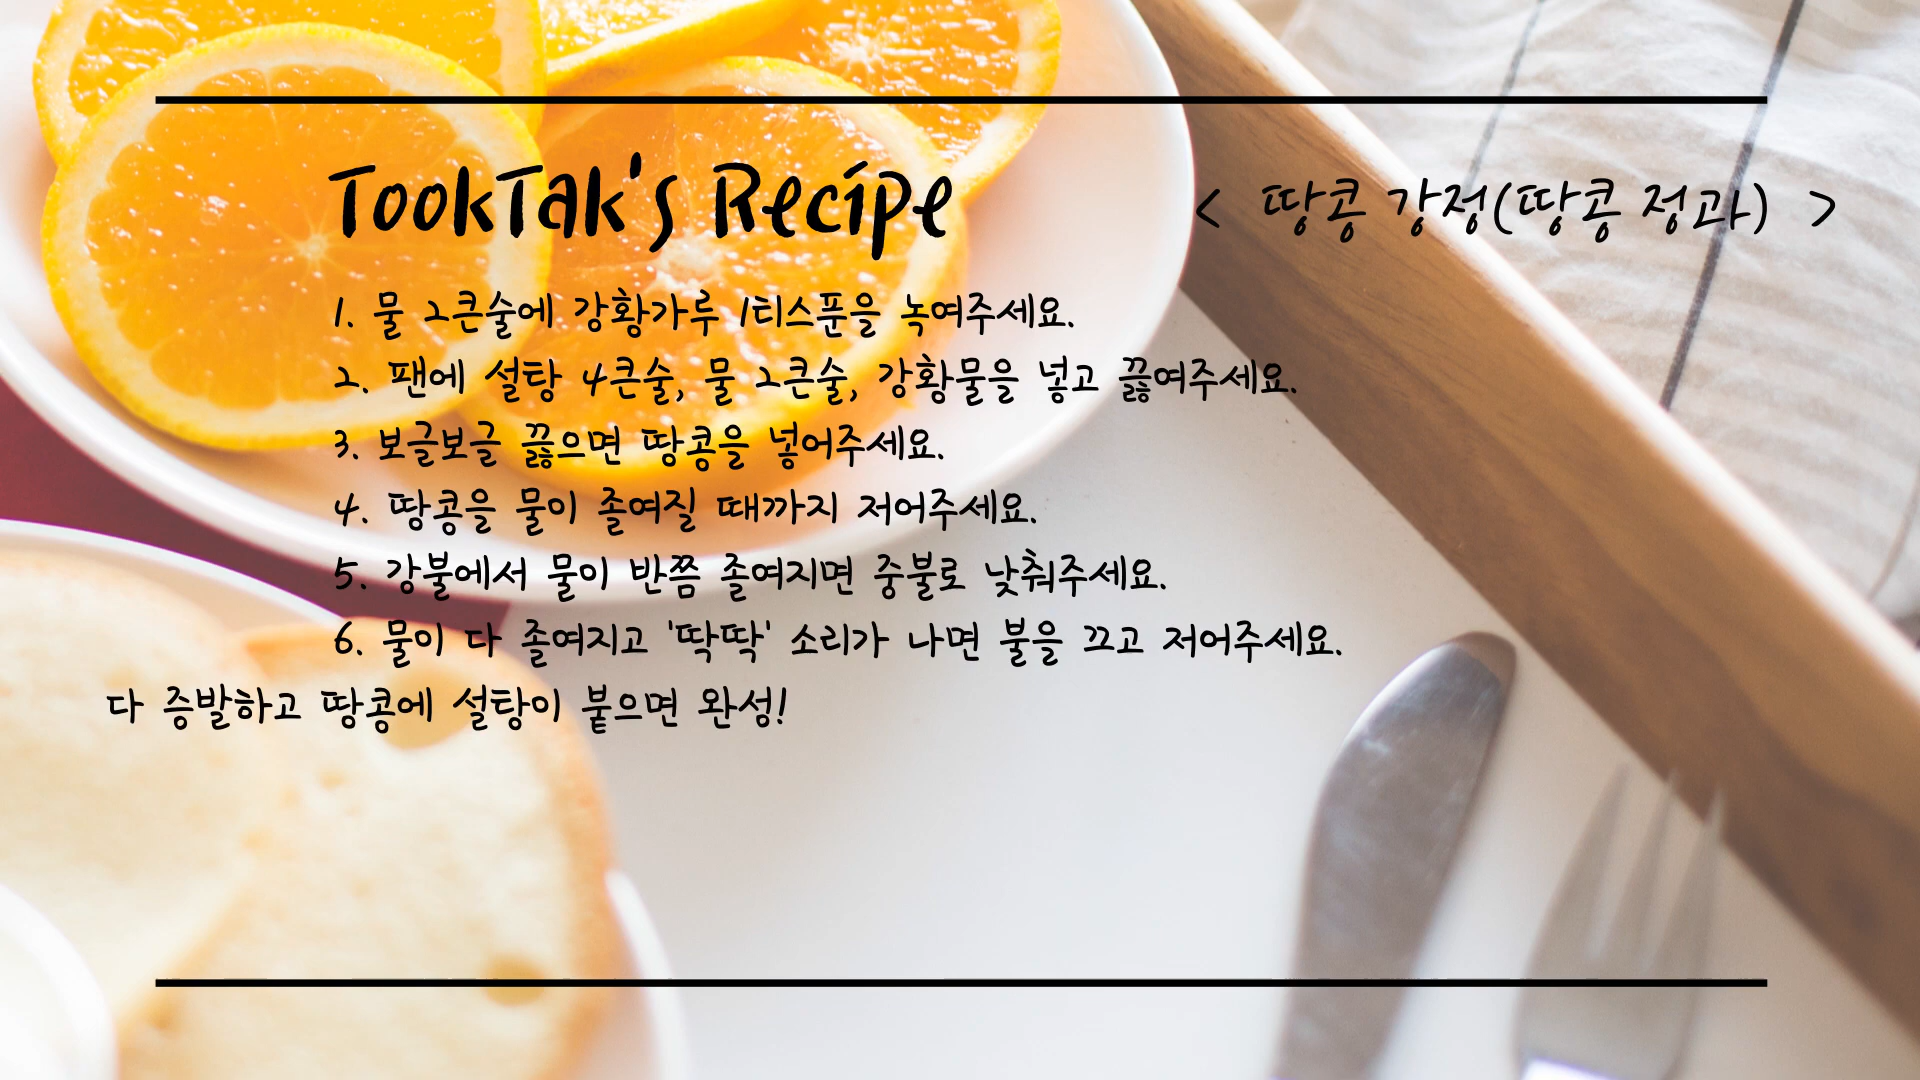 TookTak's Recipe < 땅콩 강정(땅콩 정과) >
1. 물 2큰술에 강황가루 1티스푼을 녹여주세요.
2. 팬에 설탕 4큰술, 물 2큰술, 강황물을 넣고 끓여주세요.
3. 보글보글 끓으면 땅콩을 넣어주세요.
4. 땅콩을 물이 졸여질 때까지 저어주세요.
5. 강불에서 물이 반쯤 졸여지면 중불로 낮춰주세요.
6. 물이 다 졸여지고 '딱딱' 소리가 나면 불을 끄고 저어주세요.
다 증발하고 땅콩에 설탕이 붙으면 완성!